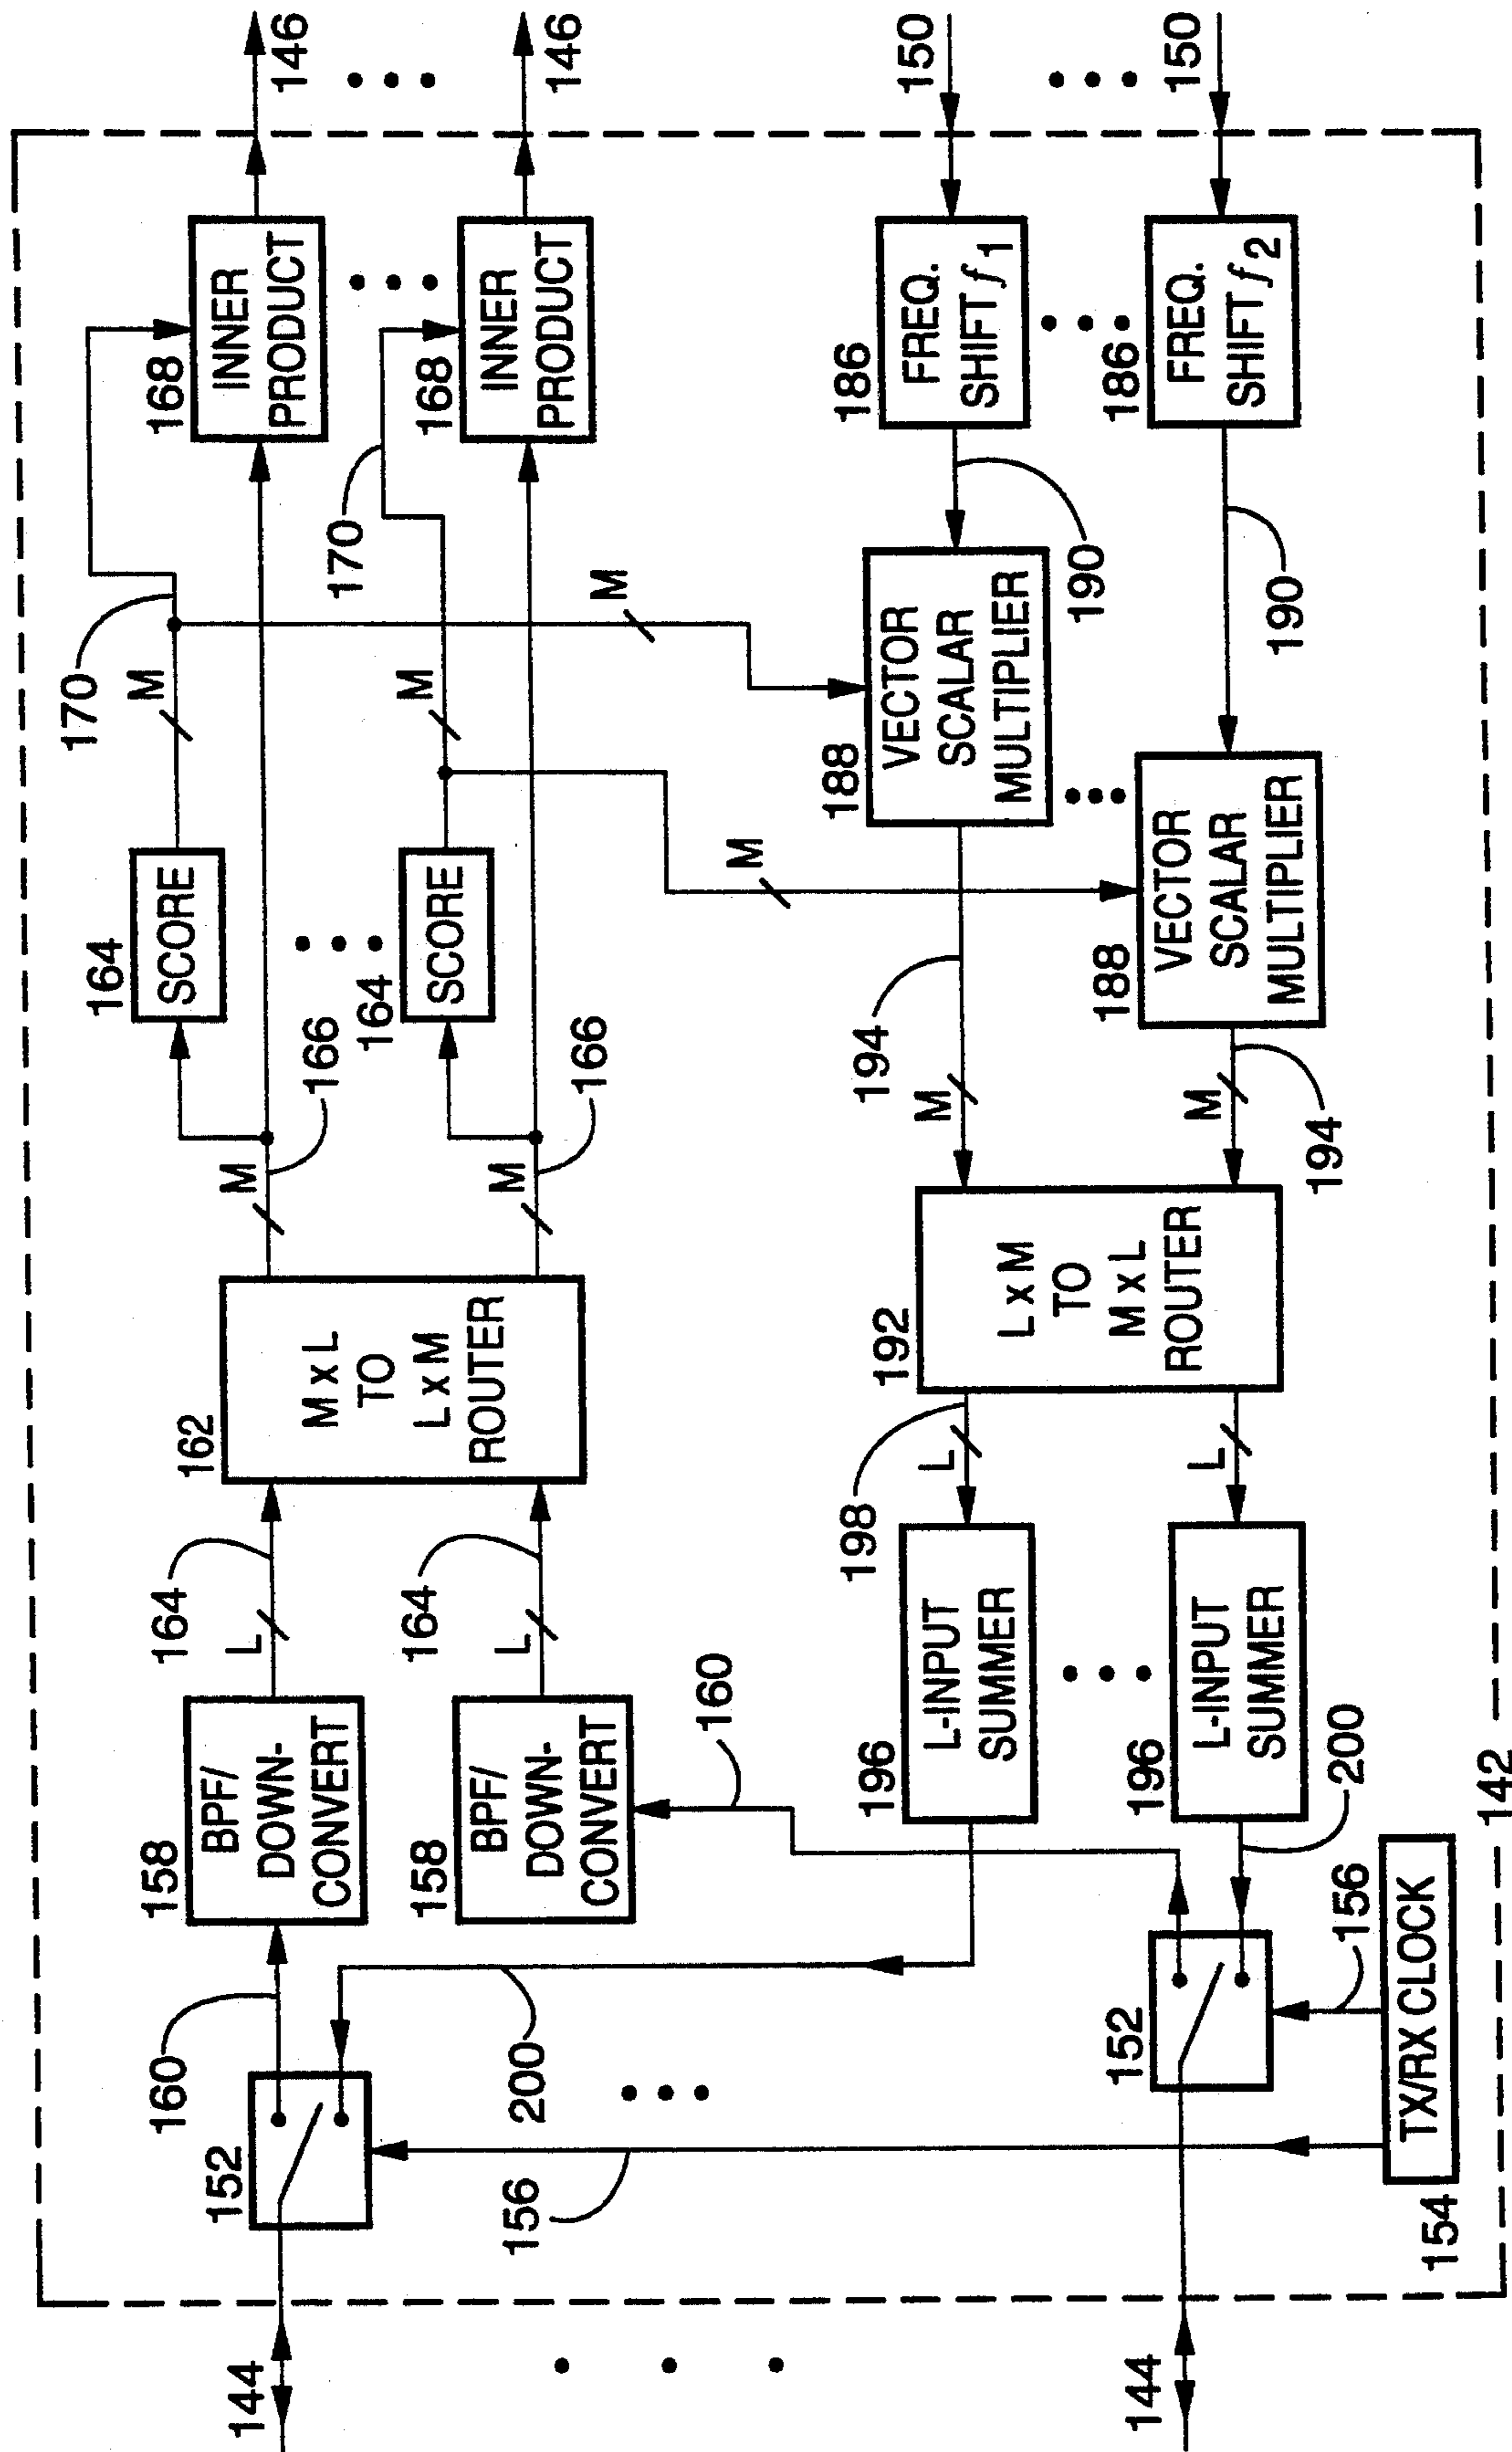 144
152
160
158
BPF/
DOWN-
CONVERT
164
L
162
M x L
TO
L x M
ROUTER
M
166
164
SCORE
M
170
168
INNER
PRODUCT
146
158
BPF/
DOWN-
CONVERT
164
L
160
M
166
164
SCORE
M
170
168
INNER
PRODUCT
146
M
M
156
200
196
L-INPUT
SUMMER
198
L
192
L x M
TO
M x L
ROUTER
M
194
188
VECTOR
SCALAR
MULTIPLIER
190
186
FREQ.
SHIFT f1
150
144
152
156
200
196
L-INPUT
SUMMER
L
M
194
188
VECTOR
SCALAR
MULTIPLIER
190
186
FREQ.
SHIFT f2
150
154
TX/RX CLOCK
142